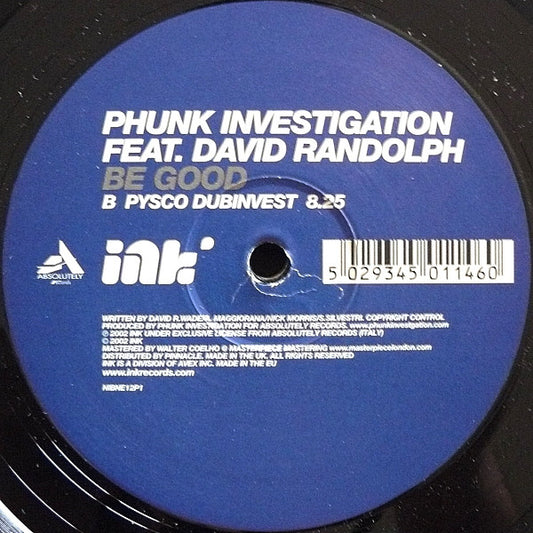 PHUNK INVESTIGATION
FEAT. DAVID RANDOLPH
BE GOOD
B PYSCO DUBINVEST 8.25
ABSOLUTELY
ink
5 029345 011460
WRITTEN BY DAVID R.WADE/L. MAGGIORANA/NICK MORRIS/S.SILVESTRI. COPYRIGHT CONTROL
PRODUCED BY PHUNK INVESTIGATION FOR ABSOLUTELY RECORDS. www.phunkinvestigation.com
℗ 2002 INK UNDER EXCLUSIVE LICENSE FROM ABSOLUTELY RECORDS (ITALY)
© 2002 INK
MASTERED BY WALTER COELHO @ MASTERPIECE MASTERING www.masterpiecelondon.com
DISTRIBUTED BY PINNACLE. MADE IN THE UK. ALL RIGHTS RESERVED
INK IS A DIVISION OF AVEX INC. MADE IN THE EU
www.inkrecords.com
NIBNE12P1